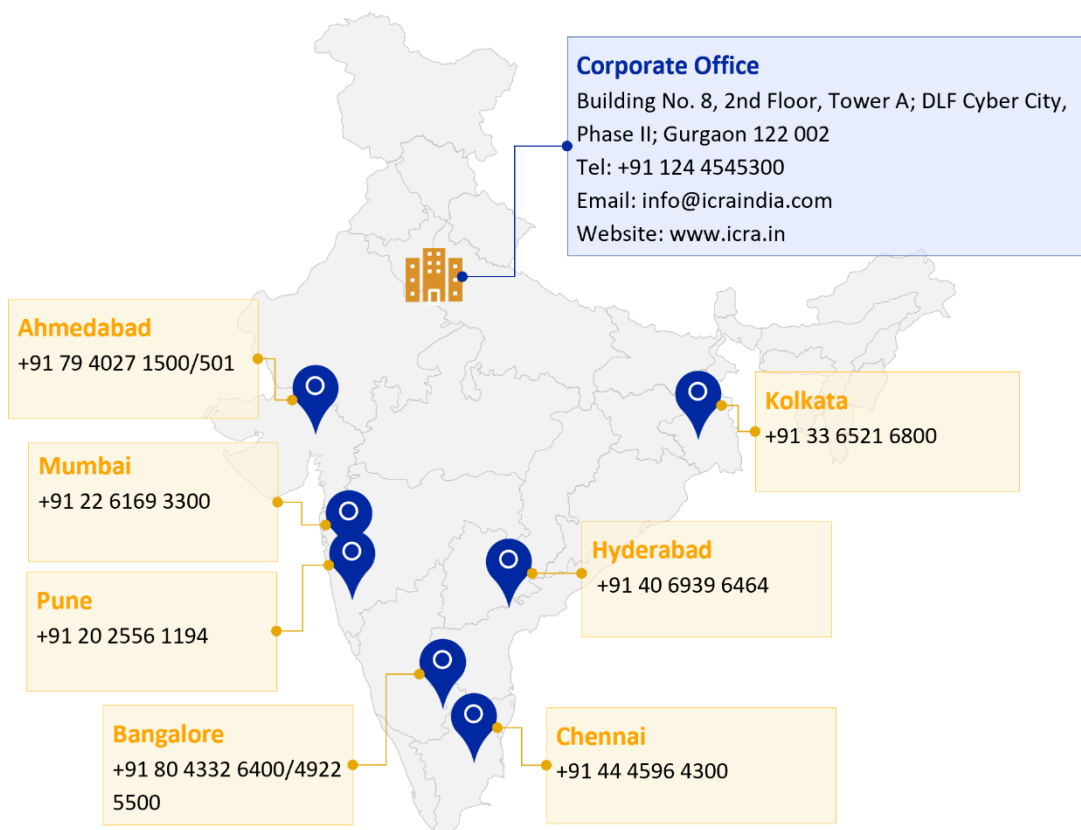 Corporate Office
Building No. 8, 2nd Floor, Tower A; DLF Cyber City,
Phase II; Gurgaon 122 002
Tel: +91 124 4545300
Email: info@icraindia.com
Website: www.icra.in
Ahmedabad
+91 79 4027 1500/501
Kolkata
+91 33 6521 6800
Mumbai
+91 22 6169 3300
Hyderabad
+91 40 6939 6464
Pune
+91 20 2556 1194
Bangalore
+91 80 4332 6400/4922
5500
Chennai
+91 44 4596 4300